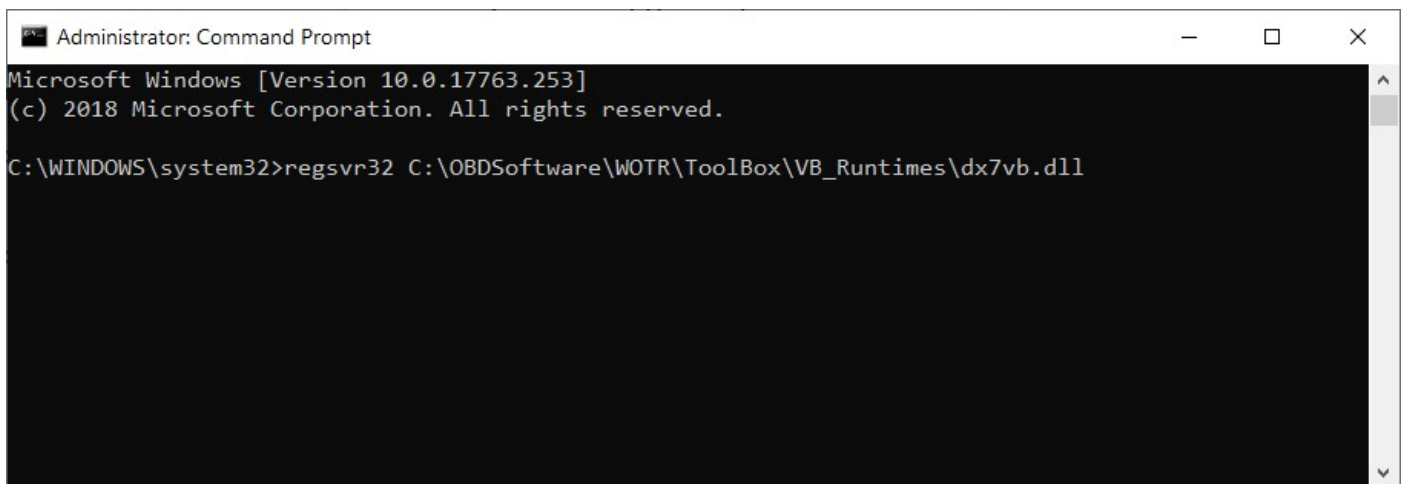 Administrator: Command Prompt
Microsoft Windows [Version 10.0.17763.253]
(c) 2018 Microsoft Corporation. All rights reserved.
C:\WINDOWS\system32>regsvr32 C:\OBDSoftware\WOTR\ToolBox\VB_Runtimes\dx7vb.dll